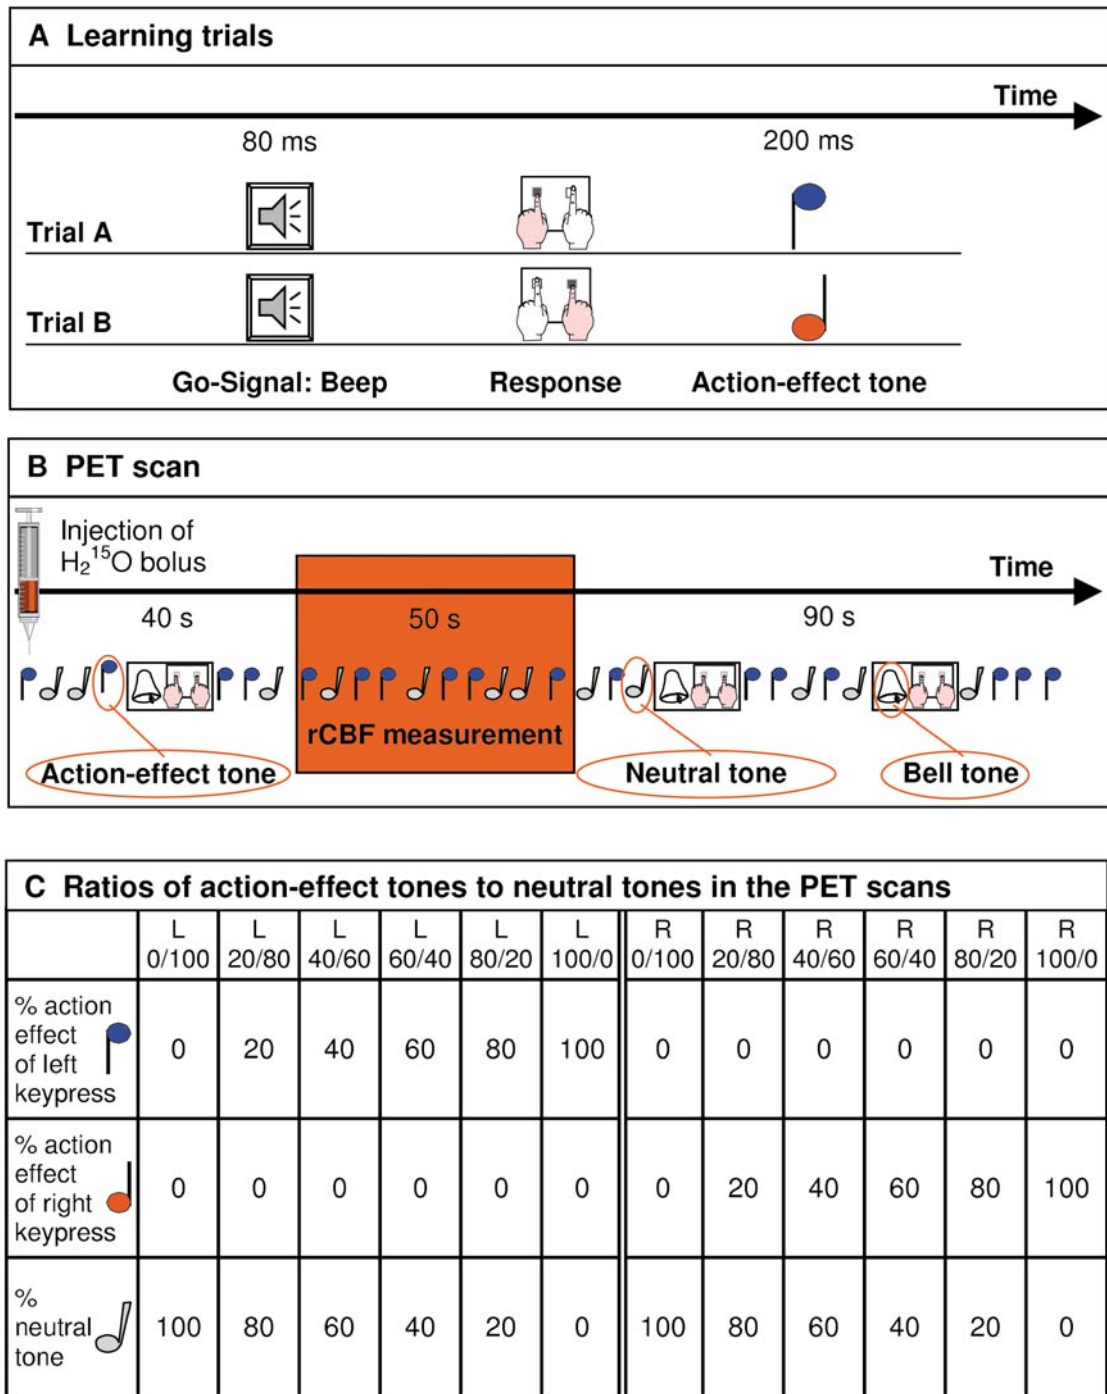 A Learning trials
Time
80 ms 200 ms
Trial A
Trial B
Go-Signal: Beep Response Action-effect tone
B PET scan
Injection of
H₂¹⁵O bolus
Time
40 s 50 s 90 s
rCBF measurement
Action-effect tone Neutral tone Bell tone
C Ratios of action-effect tones to neutral tones in the PET scans
L L L L L L R R R R R R
0/100 20/80 40/60 60/40 80/20 100/0 0/100 20/80 40/60 60/40 80/20 100/0
% action
effect
of left
keypress
0 20 40 60 80 100 0 0 0 0 0 0
% action
effect
of right
keypress
0 0 0 0 0 0 0 20 40 60 80 100
%
neutral
tone
100 80 60 40 20 0 100 80 60 40 20 0